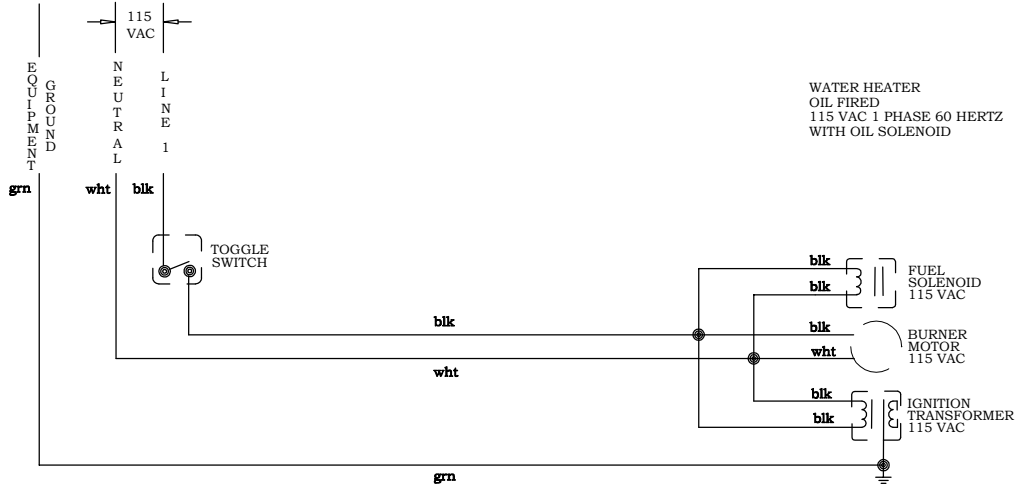 115
VAC
EQUIPMENT
GROUND
NEUTRAL
LINE 1
WATER HEATER
OIL FIRED
115 VAC 1 PHASE 60 HERTZ
WITH OIL SOLENOID
grn
wht
blk
TOGGLE
SWITCH
blk
blk
FUEL
SOLENOID
115 VAC
blk
blk
wht
BURNER
MOTOR
115 VAC
wht
blk
blk
IGNITION
TRANSFORMER
115 VAC
grn